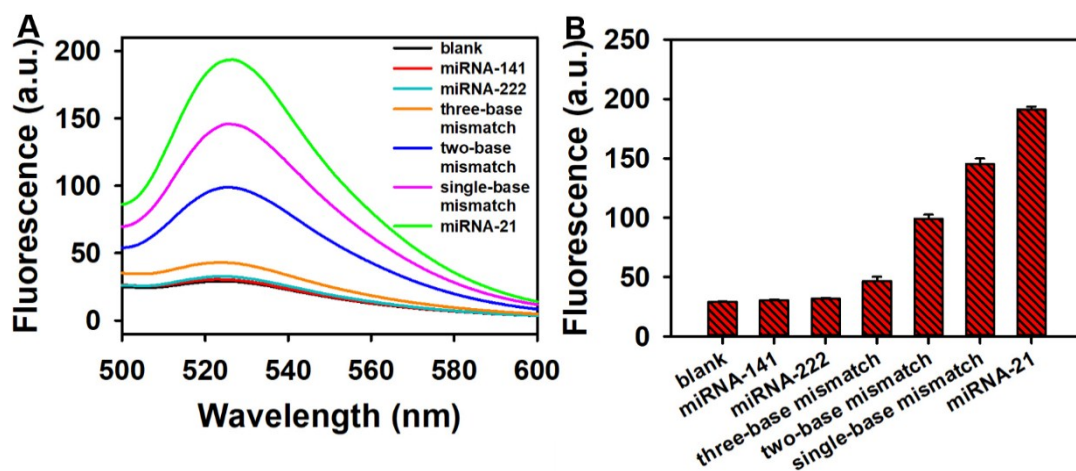 A
Fluorescence (a.u.)
200
150
100
50
0
blank
miRNA-141
miRNA-222
three-base
mismatch
two-base
mismatch
single-base
mismatch
miRNA-21
500 520 540 560 580 600
Wavelength (nm)
B
Fluorescence (a.u.)
250
200
150
100
50
0
blank
miRNA-141
miRNA-222
three-base mismatch
two-base mismatch
single-base mismatch
miRNA-21